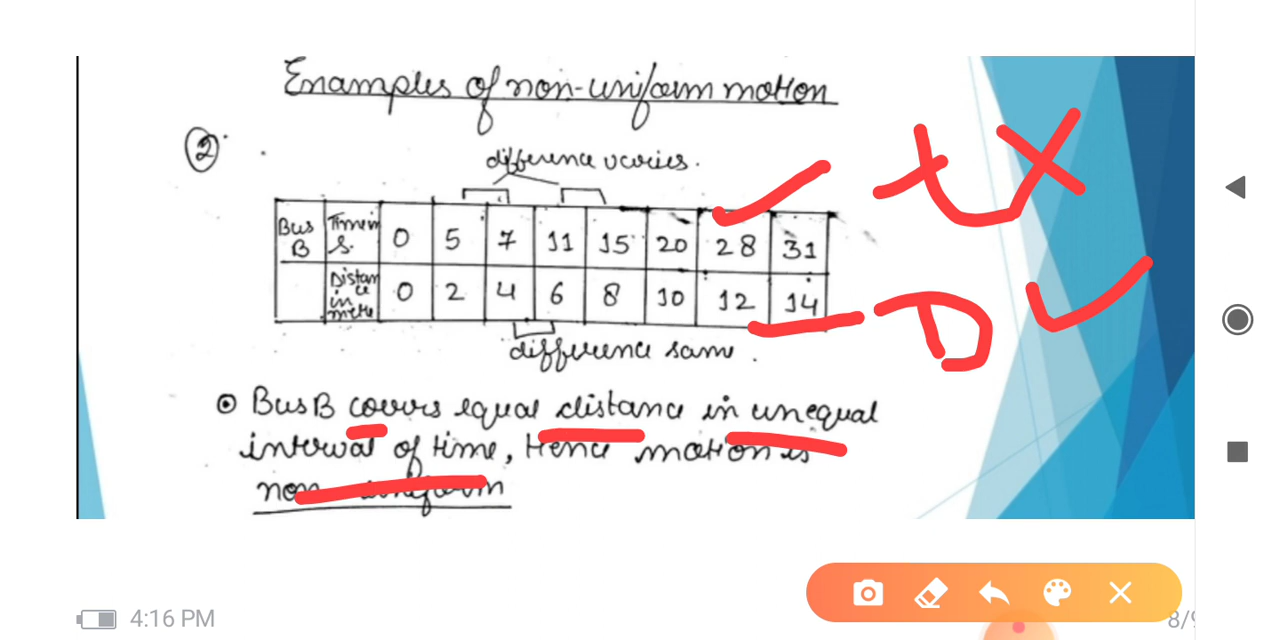 Examples of non-uniform motion
2
difference varies.
Bus B Time in S. 0 5 7 11 15 20 28 31
Distance in metre 0 2 4 6 8 10 12 14
difference same.
Bus B covers equal distance in unequal
interval of time, Hence motion is
non uniform
t X
D
4:16 PM
8/9